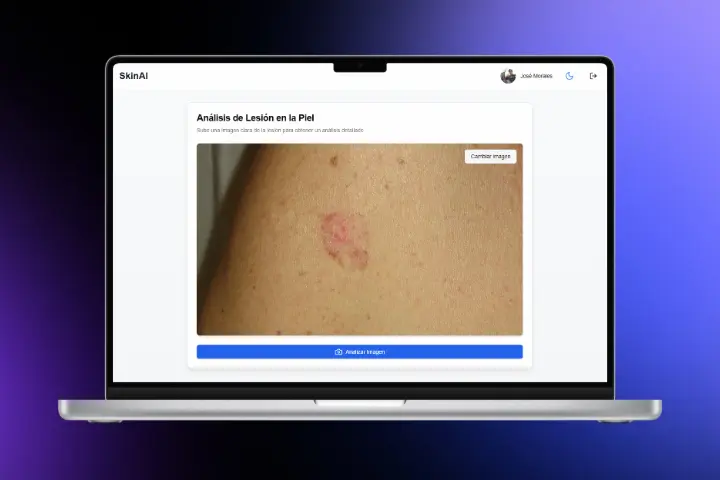 SkinAI
José Morales
Análisis de Lesión en la Piel
Sube una imagen clara de la lesión para obtener un análisis detallado
Cambiar Imagen
Analizar Imagen